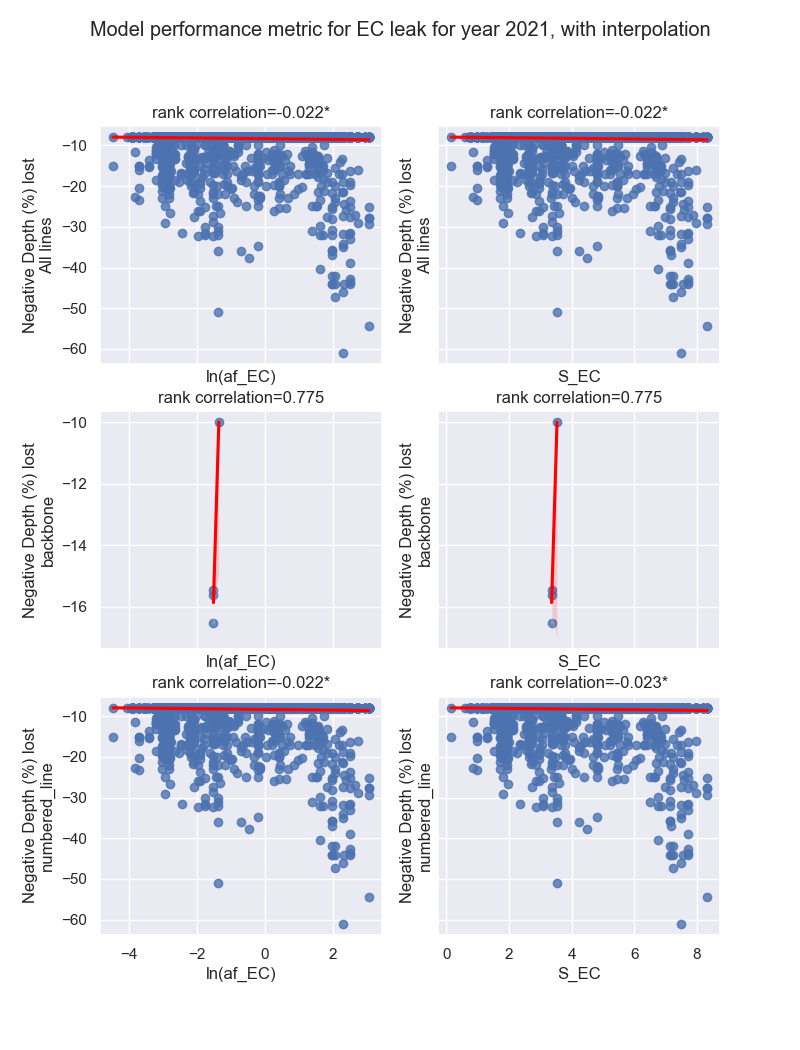 Model performance metric for EC leak for year 2021, with interpolation
rank correlation=-0.022*
rank correlation=-0.022*
Negative Depth (%) lost
All lines
−10
−20
−30
−40
−50
−60
ln(af_EC)
Negative Depth (%) lost
All lines
S_EC
rank correlation=0.775
rank correlation=0.775
Negative Depth (%) lost
backbone
−10
−12
−14
−16
ln(af_EC)
Negative Depth (%) lost
backbone
S_EC
rank correlation=-0.022*
rank correlation=-0.023*
Negative Depth (%) lost
numbered_line
−10
−20
−30
−40
−50
−60
−4 −2 0 2
ln(af_EC)
Negative Depth (%) lost
numbered_line
0 2 4 6 8
S_EC